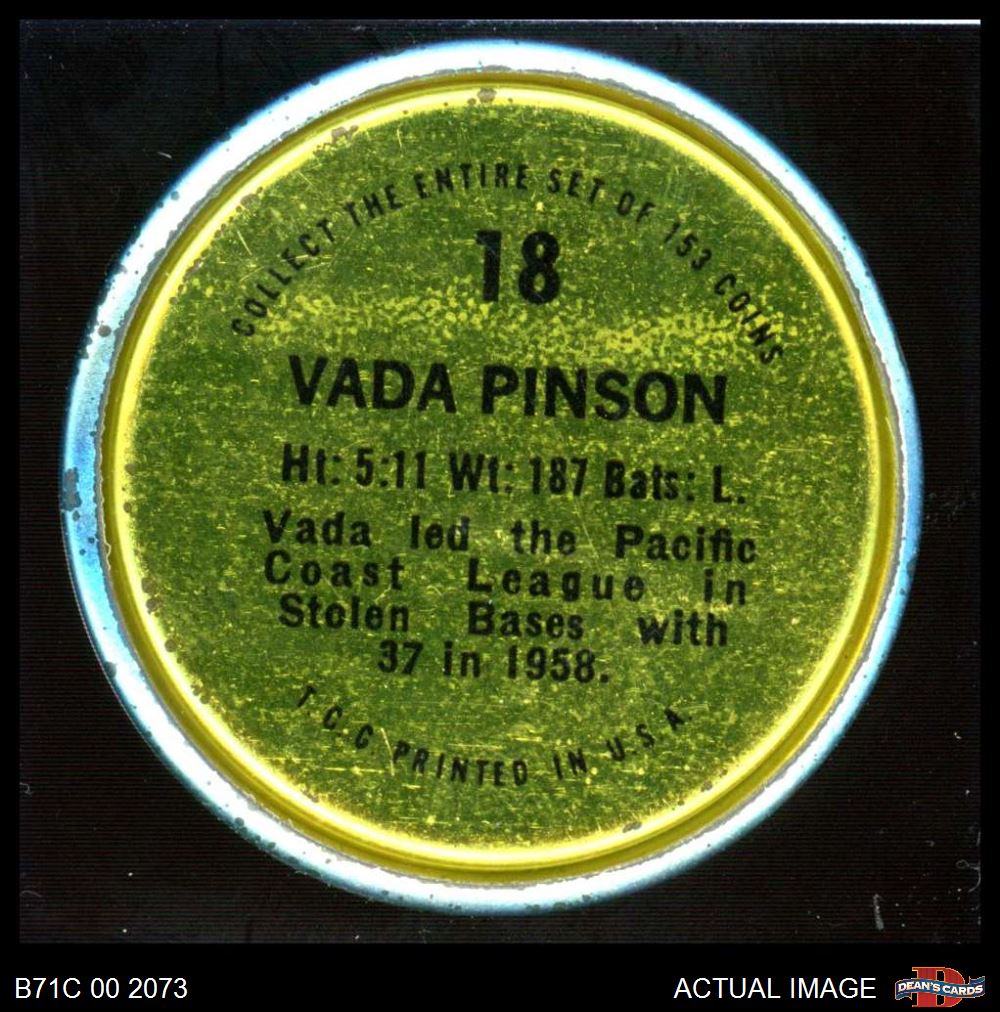 COLLECT THE ENTIRE SET OF 153 COINS
18
VADA PINSON
Ht: 5:11 Wt: 187 Bats: L.
Vada led the Pacific
Coast League in
Stolen Bases with
37 in 1958.
T.C.G PRINTED IN U.S.A.
B71C 00 2073
ACTUAL IMAGE
D
DEAN'S CARDS